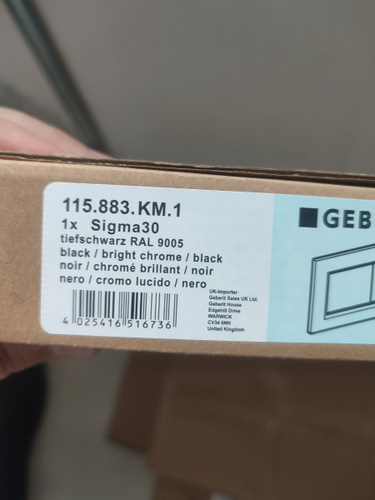 115.883.KM.1
1x Sigma30
tiefschwarz RAL 9005
black / bright chrome / black
noir / chromé brillant / noir
nero / cromo lucido / nero
4 025416 516736
UK-Importer:
Geberit Sales UK Ltd.
Geberit House
Edgehill Drive
WARWICK
CV34 6NH
United Kingdom
GEB